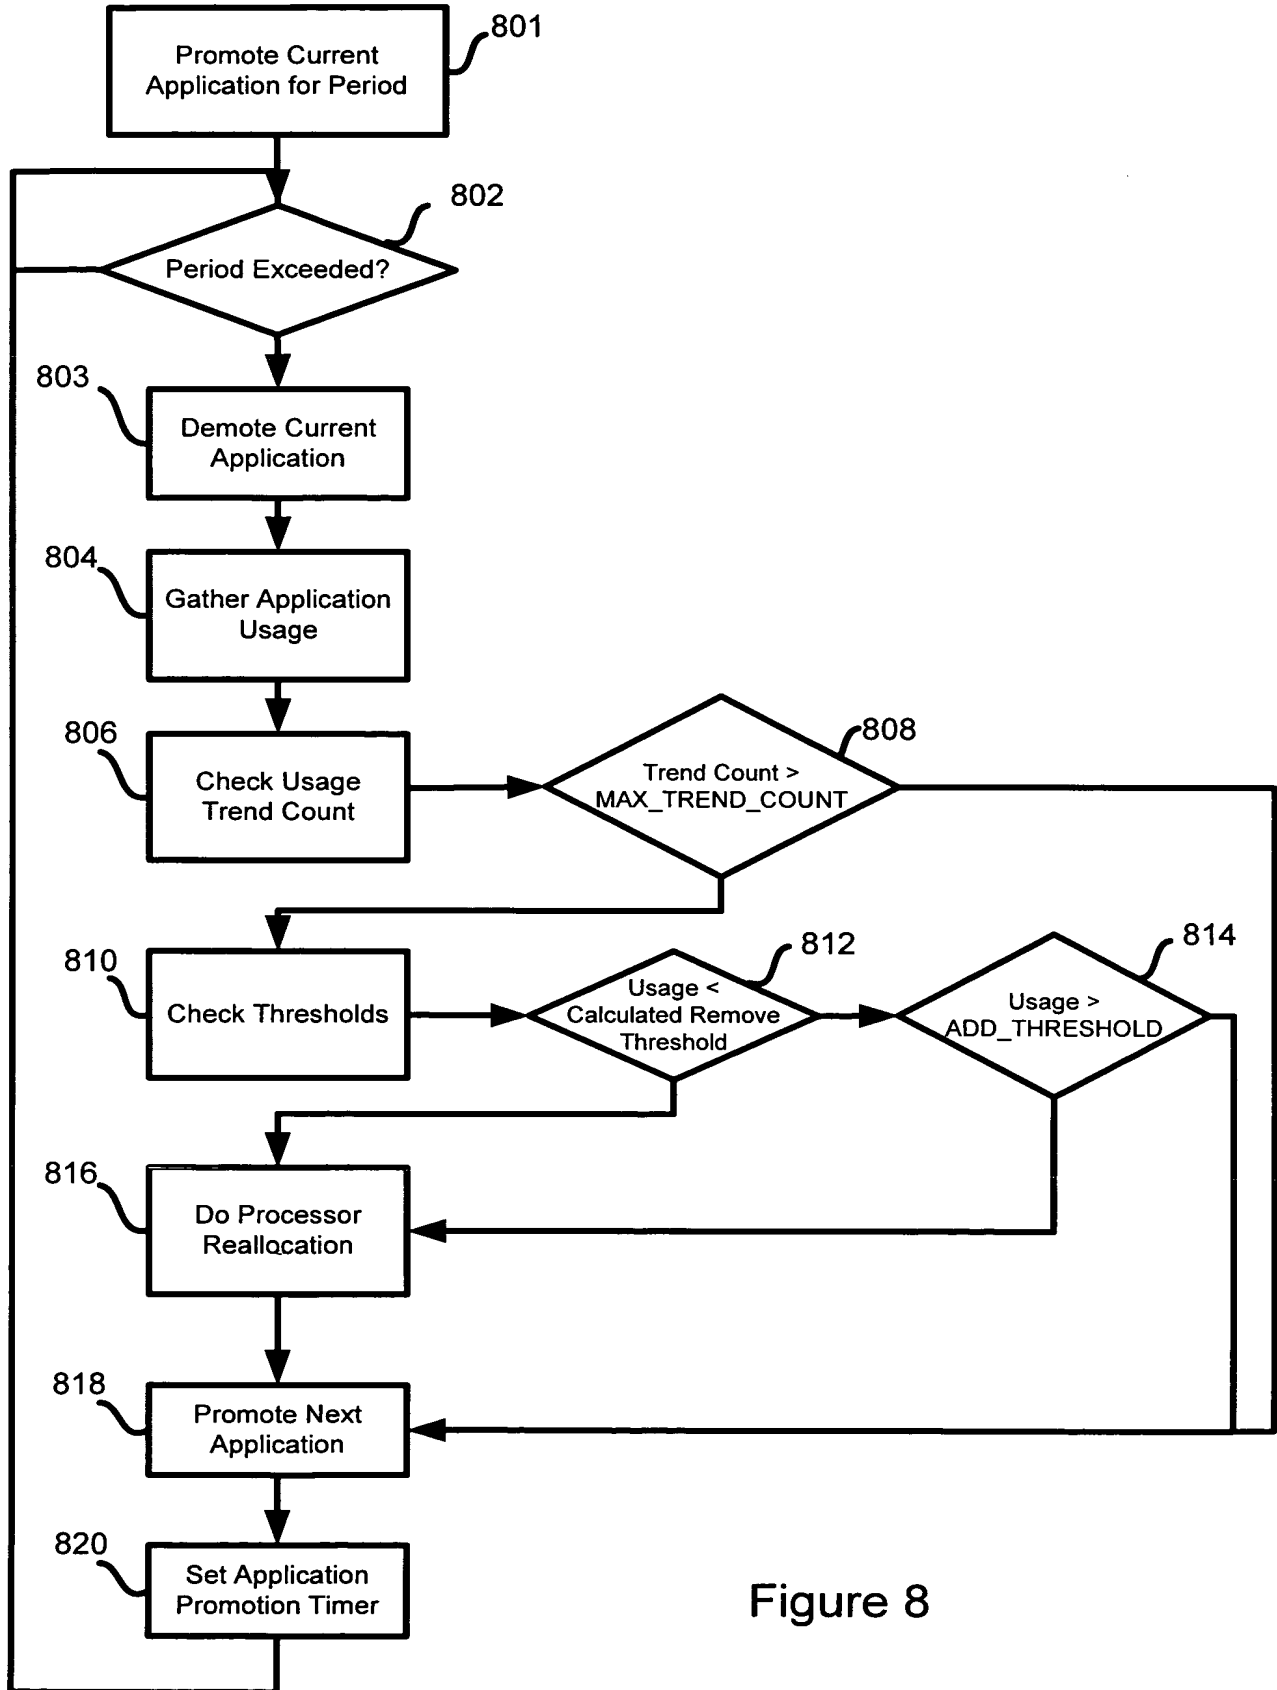 801
Promote Current
Application for Period
802
Period Exceeded?
803
Demote Current
Application
804
Gather Application
Usage
806
Check Usage
Trend Count
808
Trend Count >
MAX_TREND_COUNT
810
Check Thresholds
812
Usage <
Calculated Remove
Threshold
814
Usage >
ADD_THRESHOLD
816
Do Processor
Reallocation
818
Promote Next
Application
820
Set Application
Promotion Timer
Figure 8